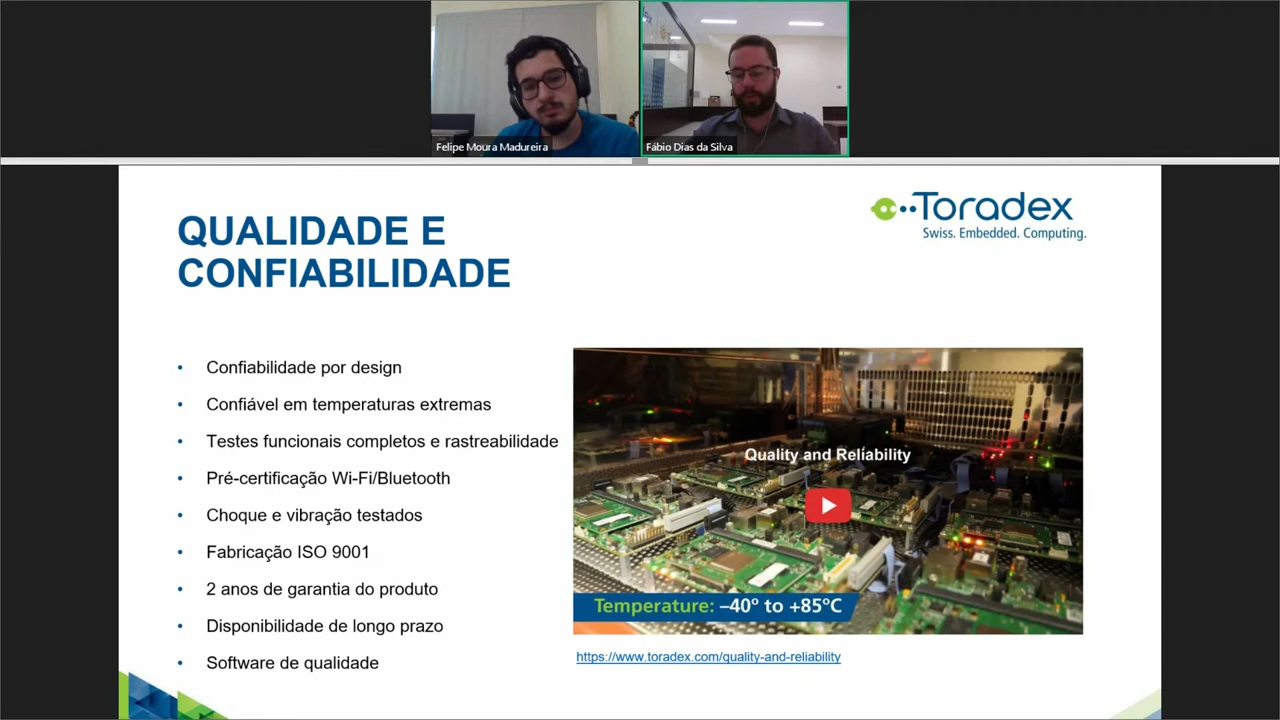 Felipe Moura Madureira
Fábio Dias da Silva
QUALIDADE E
CONFIABILIDADE
Toradex
Swiss. Embedded. Computing.
• Confiabilidade por design
• Confiável em temperaturas extremas
• Testes funcionais completos e rastreabilidade
• Pré-certificação Wi-Fi/Bluetooth
• Choque e vibração testados
• Fabricação ISO 9001
• 2 anos de garantia do produto
• Disponibilidade de longo prazo
• Software de qualidade
Quality and Reliability
Temperature: –40° to +85°C
https://www.toradex.com/quality-and-reliability